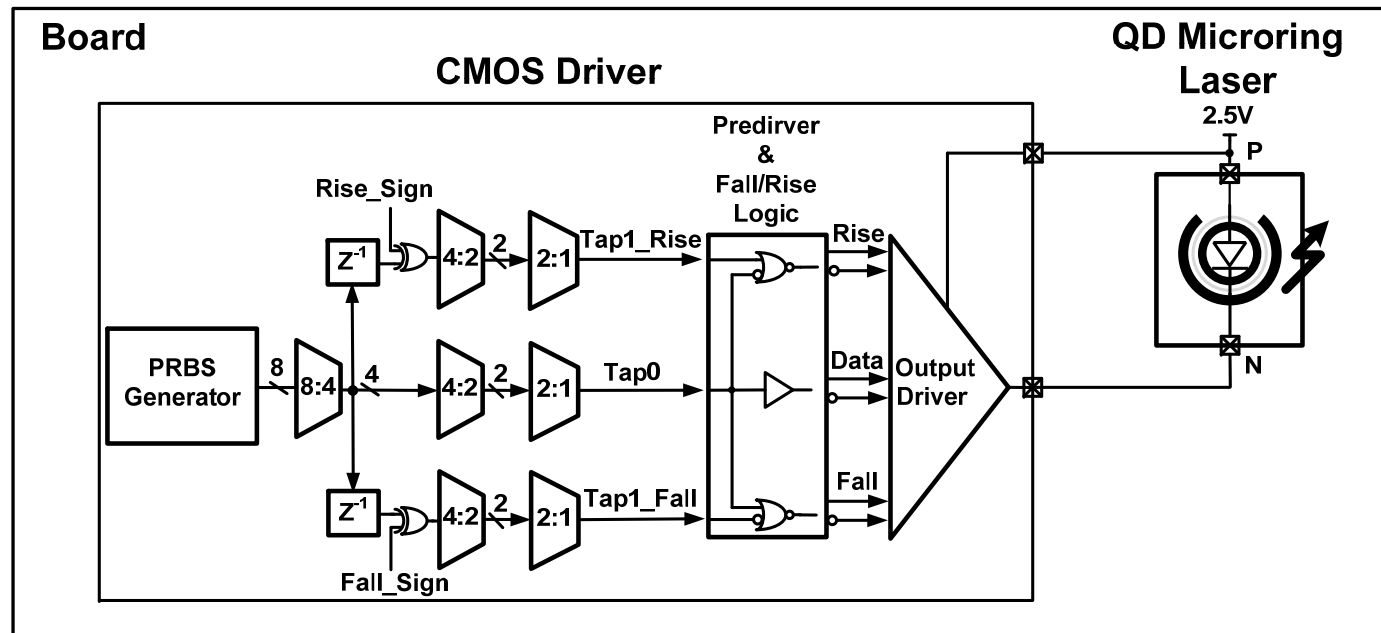 Board
QD Microring
Laser
CMOS Driver
2.5V
P
Predirver
&
Fall/Rise
Logic
Rise_Sign
Z-1
4:2
2
2:1
Tap1_Rise
Rise
PRBS
Generator
8
8:4
4
4:2
2
2:1
Tap0
Data
Output
Driver
N
Z-1
4:2
2
2:1
Tap1_Fall
Fall
Fall_Sign